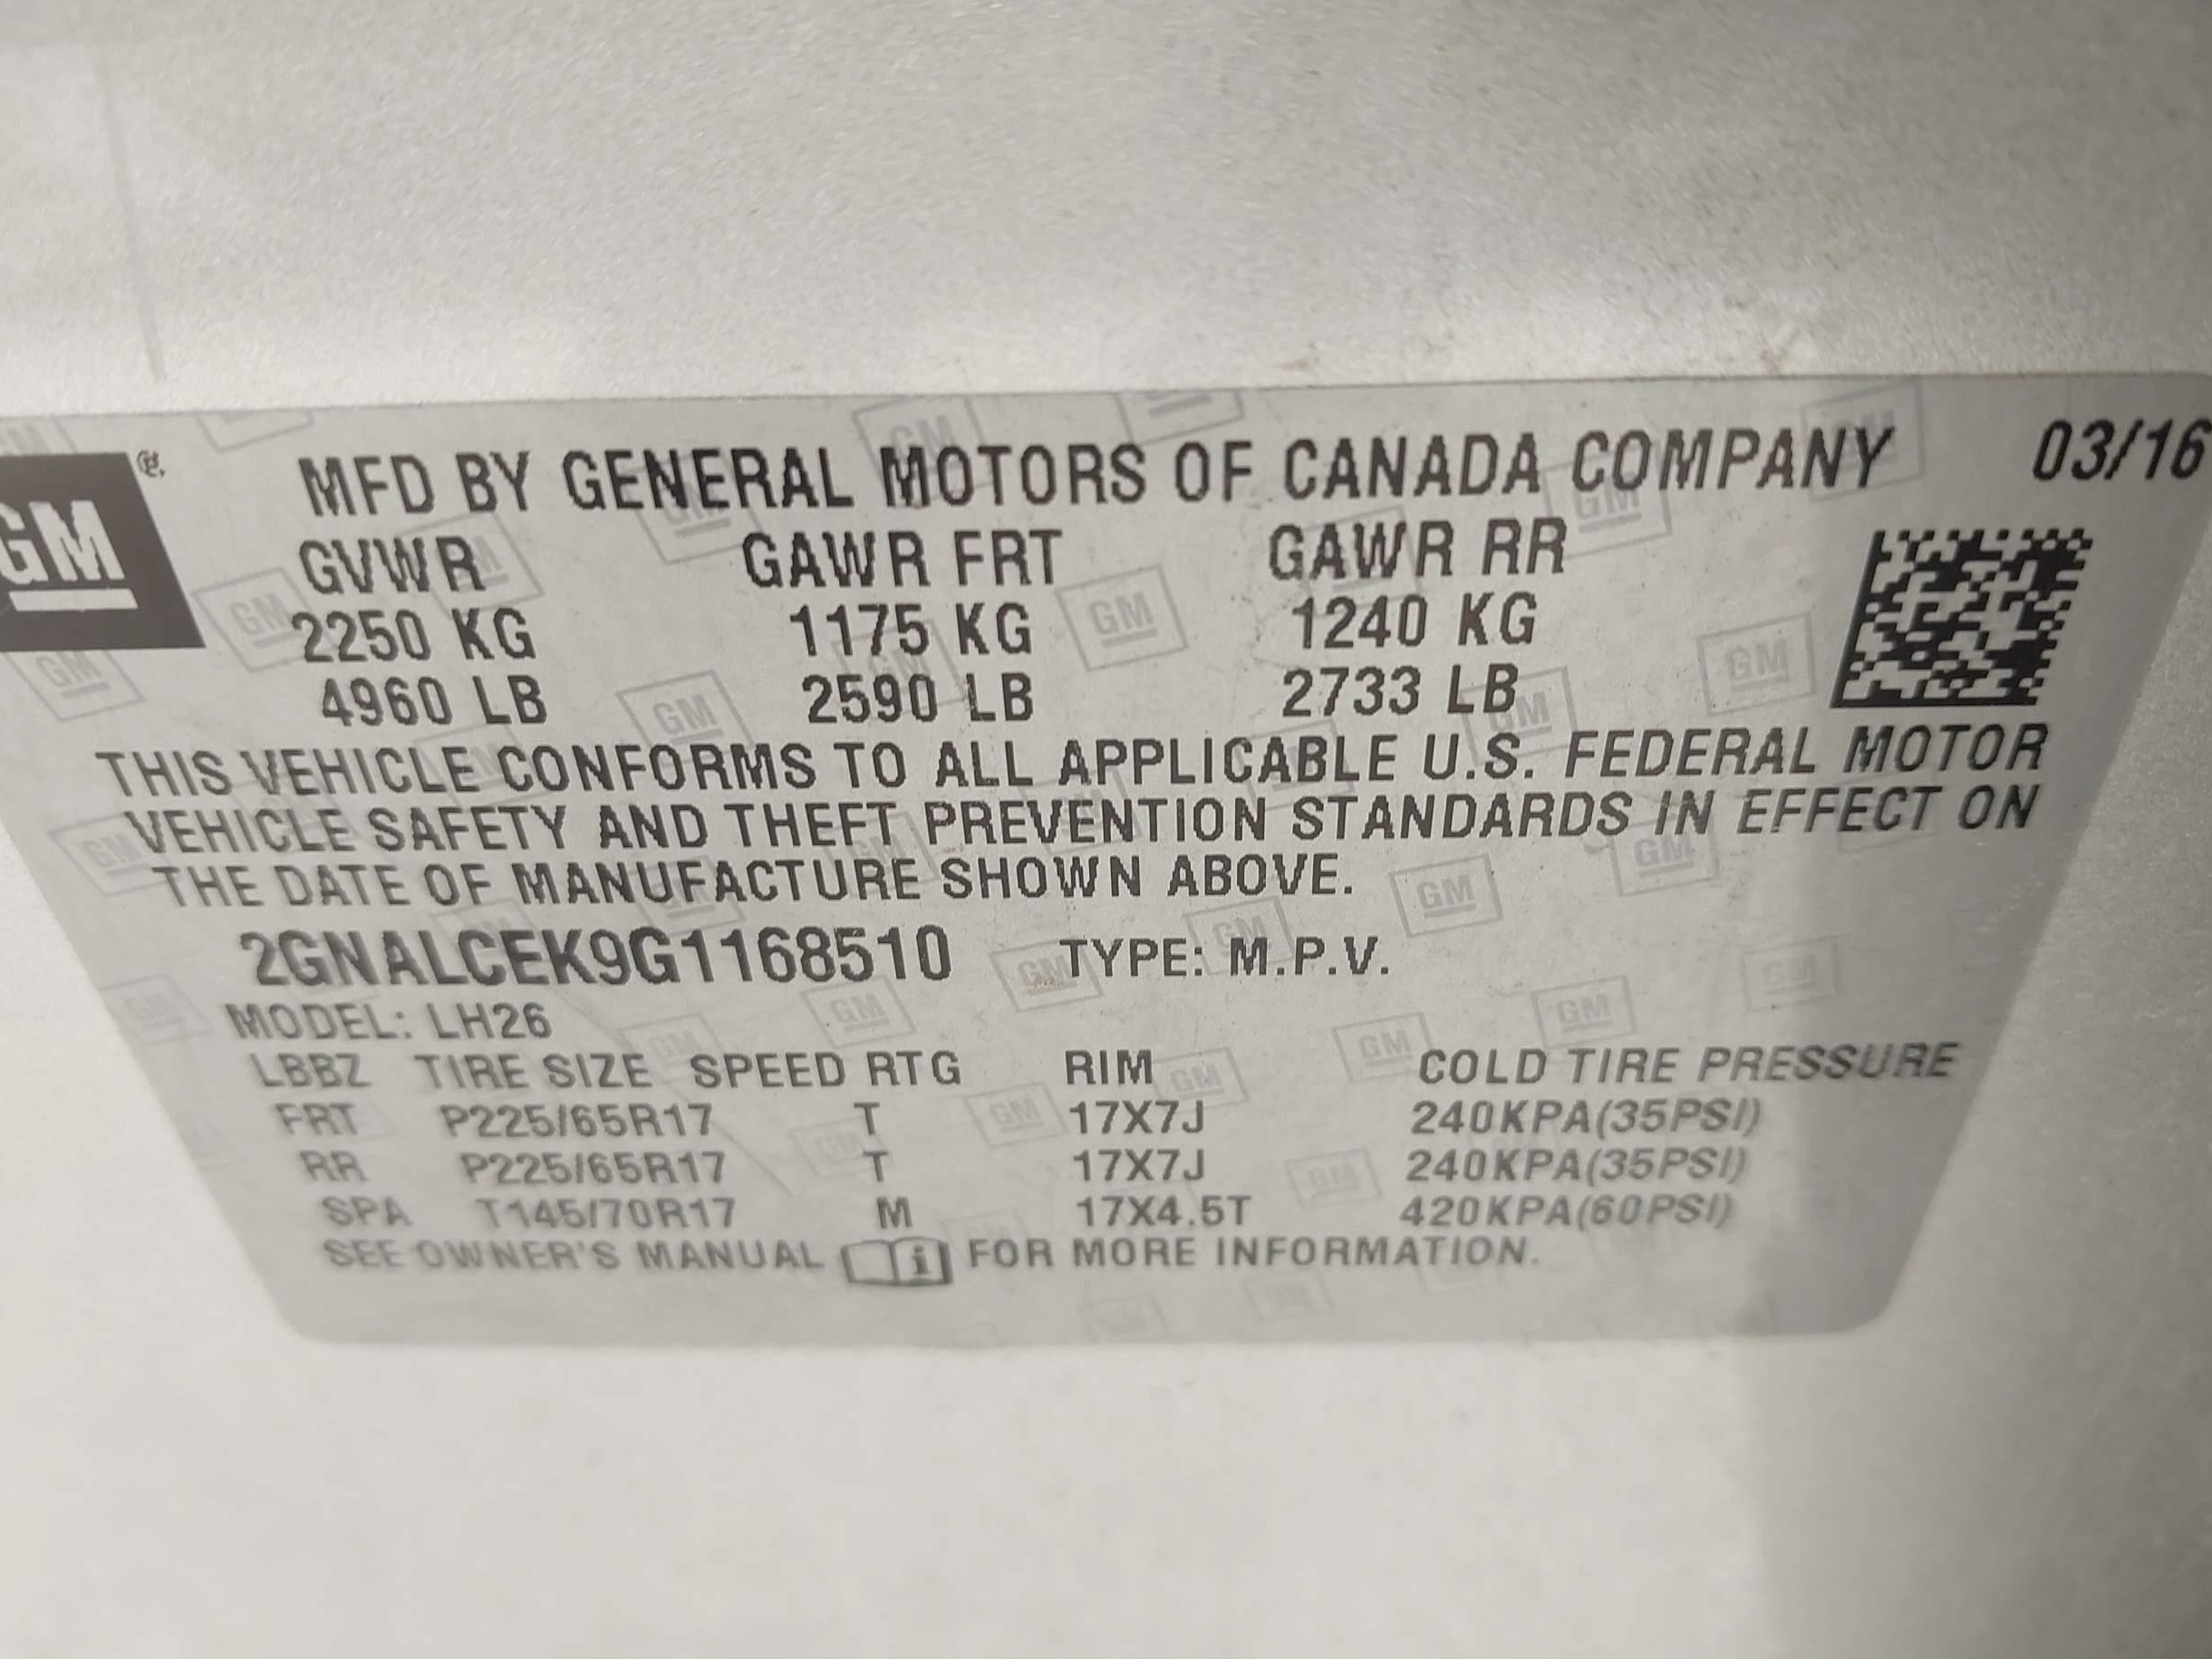 GM ®
MFD BY GENERAL MOTORS OF CANADA COMPANY 03/16
GVWR GAWR FRT GAWR RR
2250 KG 1175 KG 1240 KG
4960 LB 2590 LB 2733 LB
THIS VEHICLE CONFORMS TO ALL APPLICABLE U.S. FEDERAL MOTOR
VEHICLE SAFETY AND THEFT PREVENTION STANDARDS IN EFFECT ON
THE DATE OF MANUFACTURE SHOWN ABOVE.
2GNALCEK9G1168510 TYPE: M.P.V.
MODEL: LH26
LBBZ TIRE SIZE SPEED RTG RIM COLD TIRE PRESSURE
FRT P225/65R17 T 17X7J 240KPA(35PSI)
RR P225/65R17 T 17X7J 240KPA(35PSI)
SPA T145/70R17 M 17X4.5T 420KPA(60PSI)
SEE OWNER'S MANUAL i FOR MORE INFORMATION.